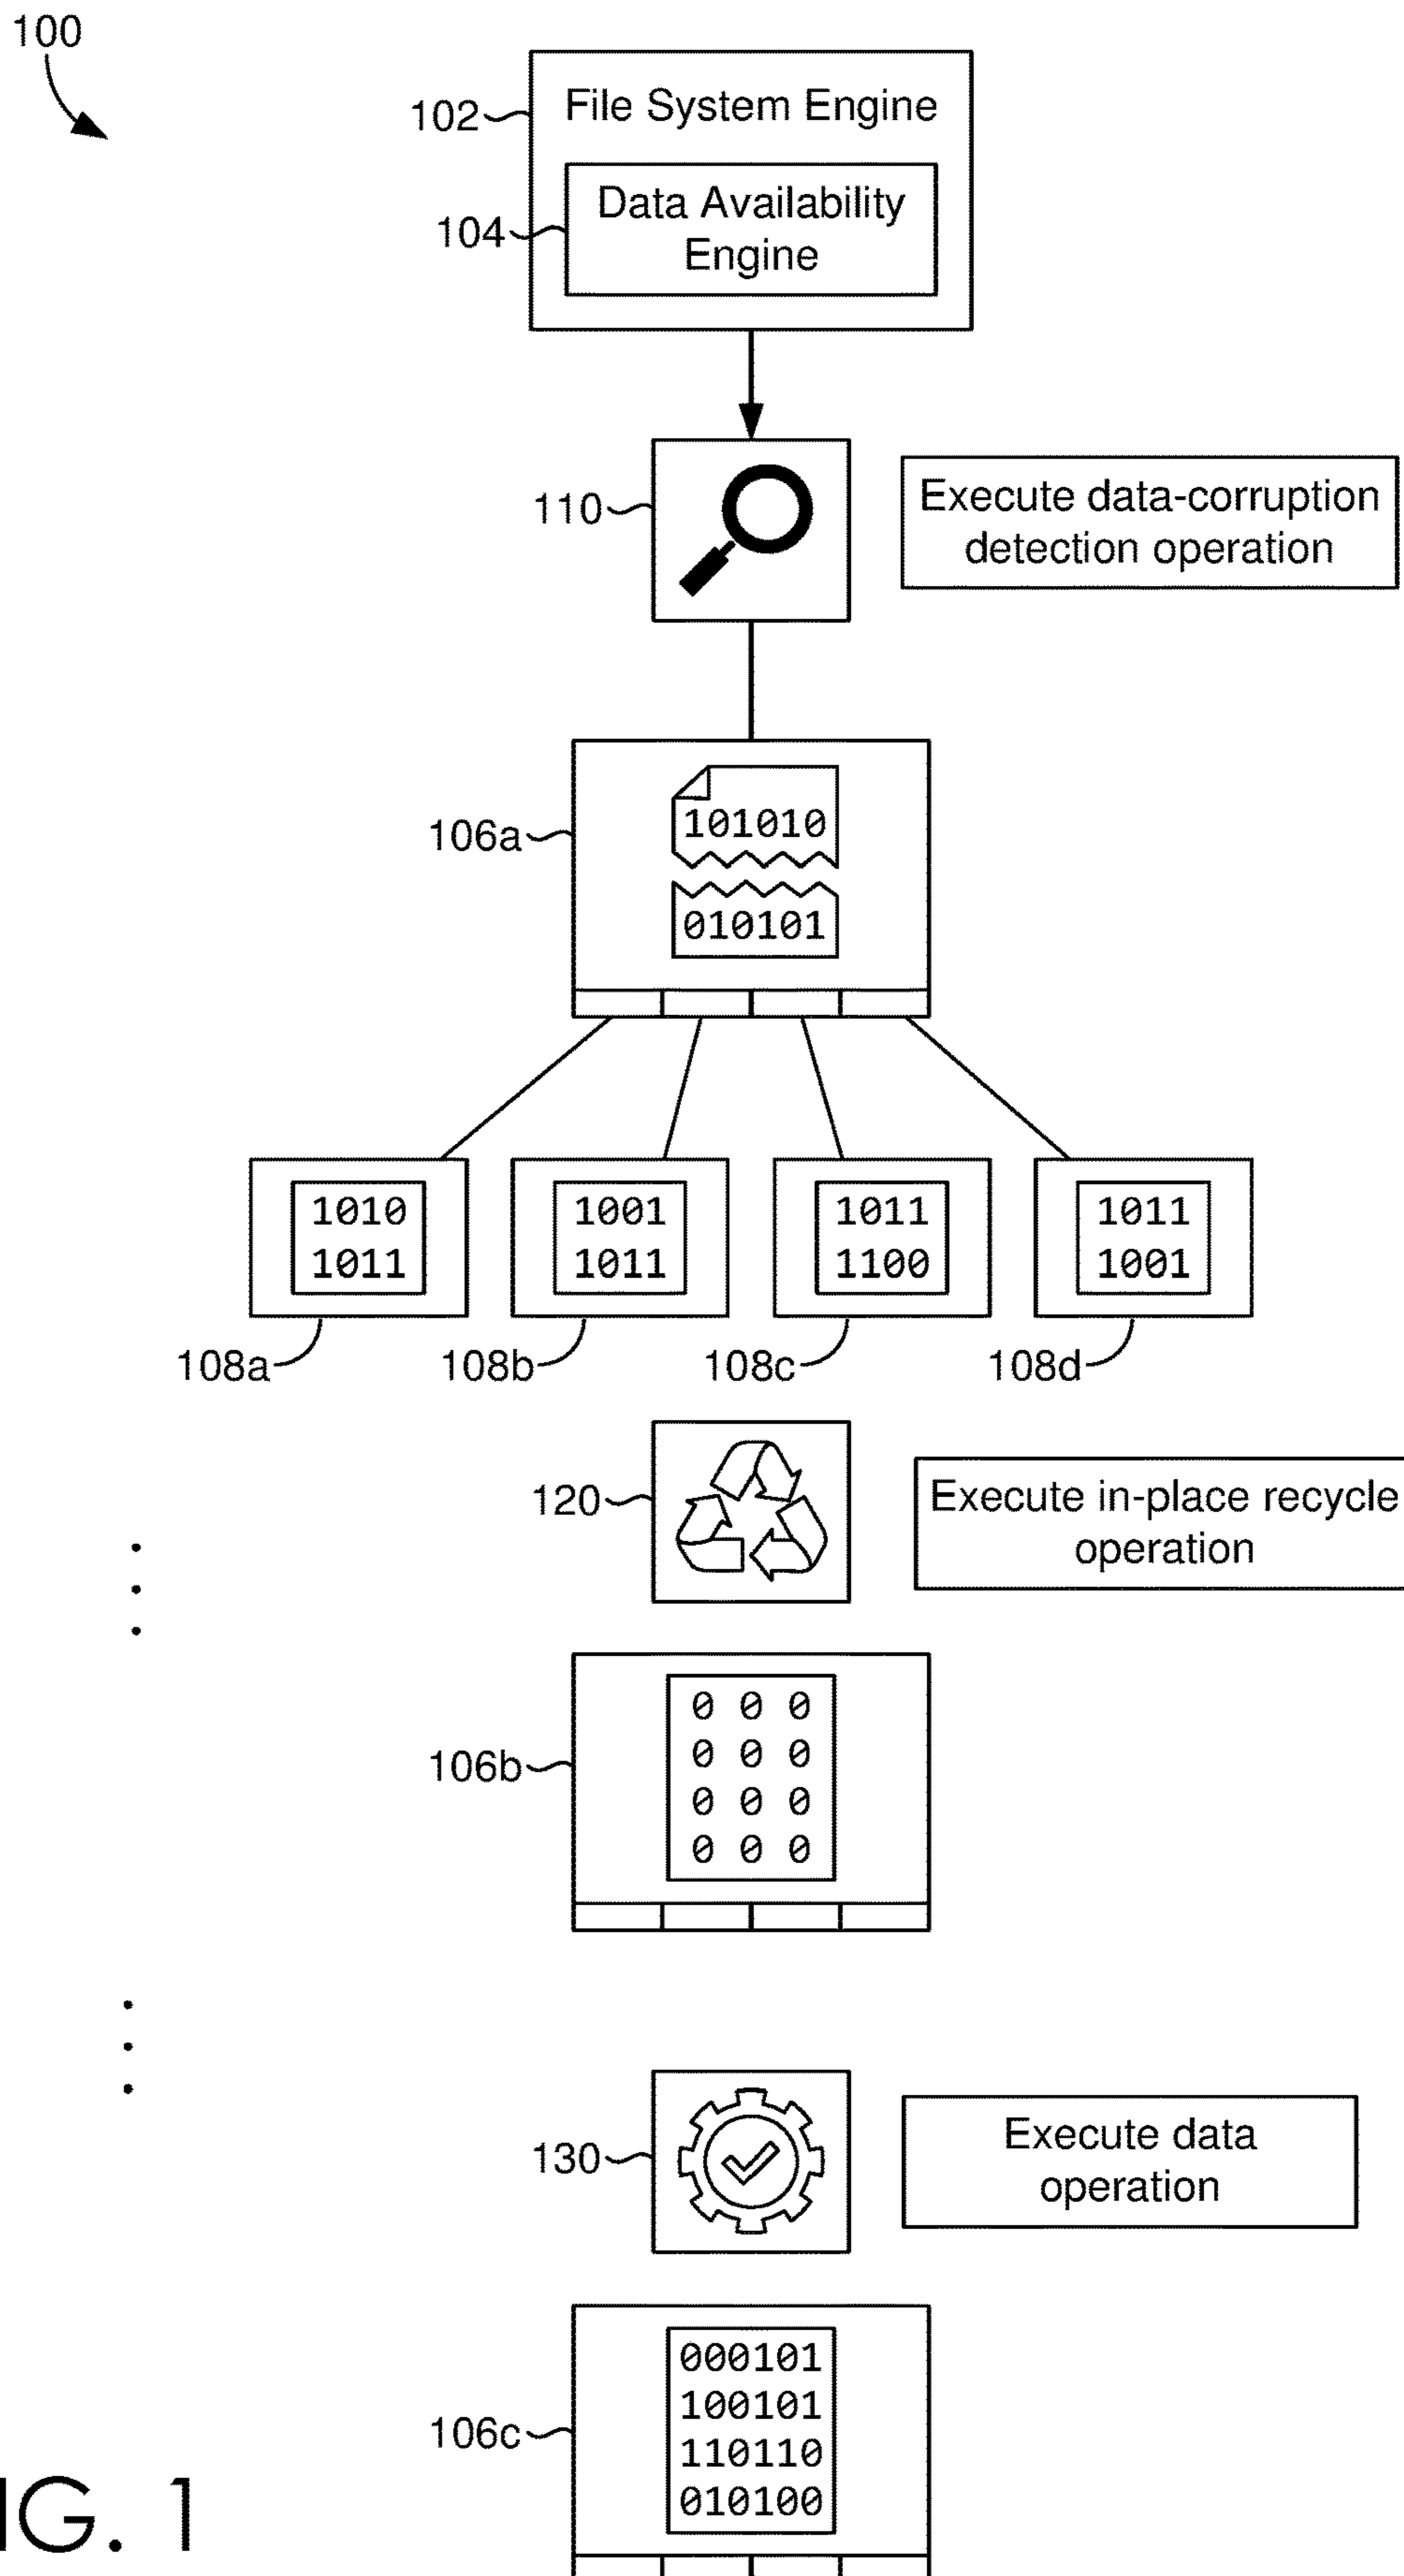 100
102
File System Engine
104
Data Availability
Engine
110
Execute data-corruption
detection operation
106a
101010
010101
1010
1011
1001
1011
1011
1100
1011
1001
108a
108b
108c
108d
120
Execute in-place recycle
operation
106b
0 0 0
0 0 0
0 0 0
0 0 0
130
Execute data
operation
106c
000101
100101
110110
010100
IG. 1